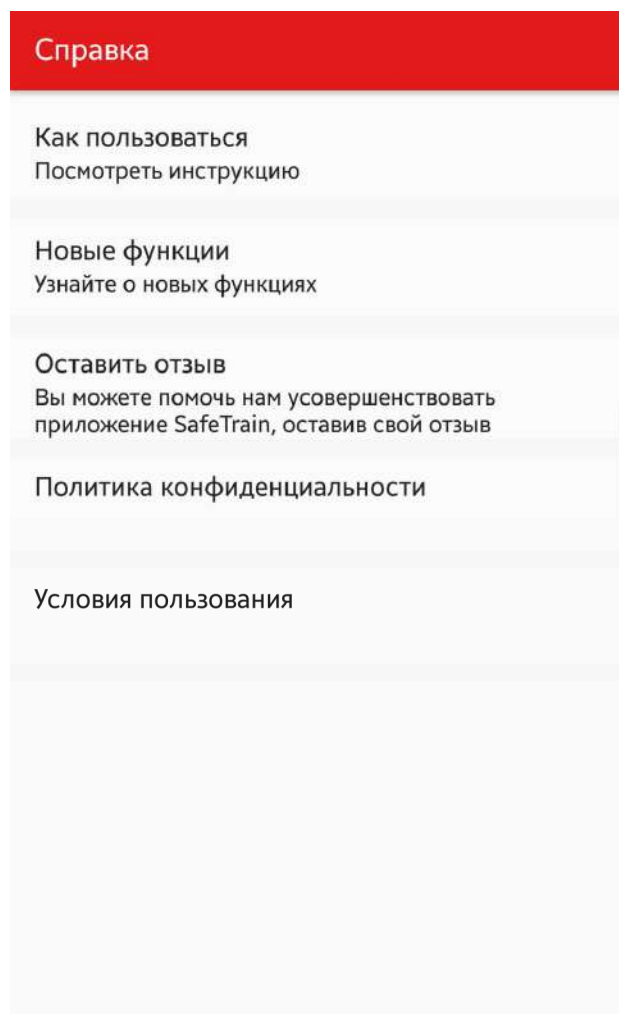 Справка
Как пользоваться
Посмотреть инструкцию
Новые функции
Узнайте о новых функциях
Оставить отзыв
Вы можете помочь нам усовершенствовать
приложение SafeTrain, оставив свой отзыв
Политика конфиденциальности
Условия пользования